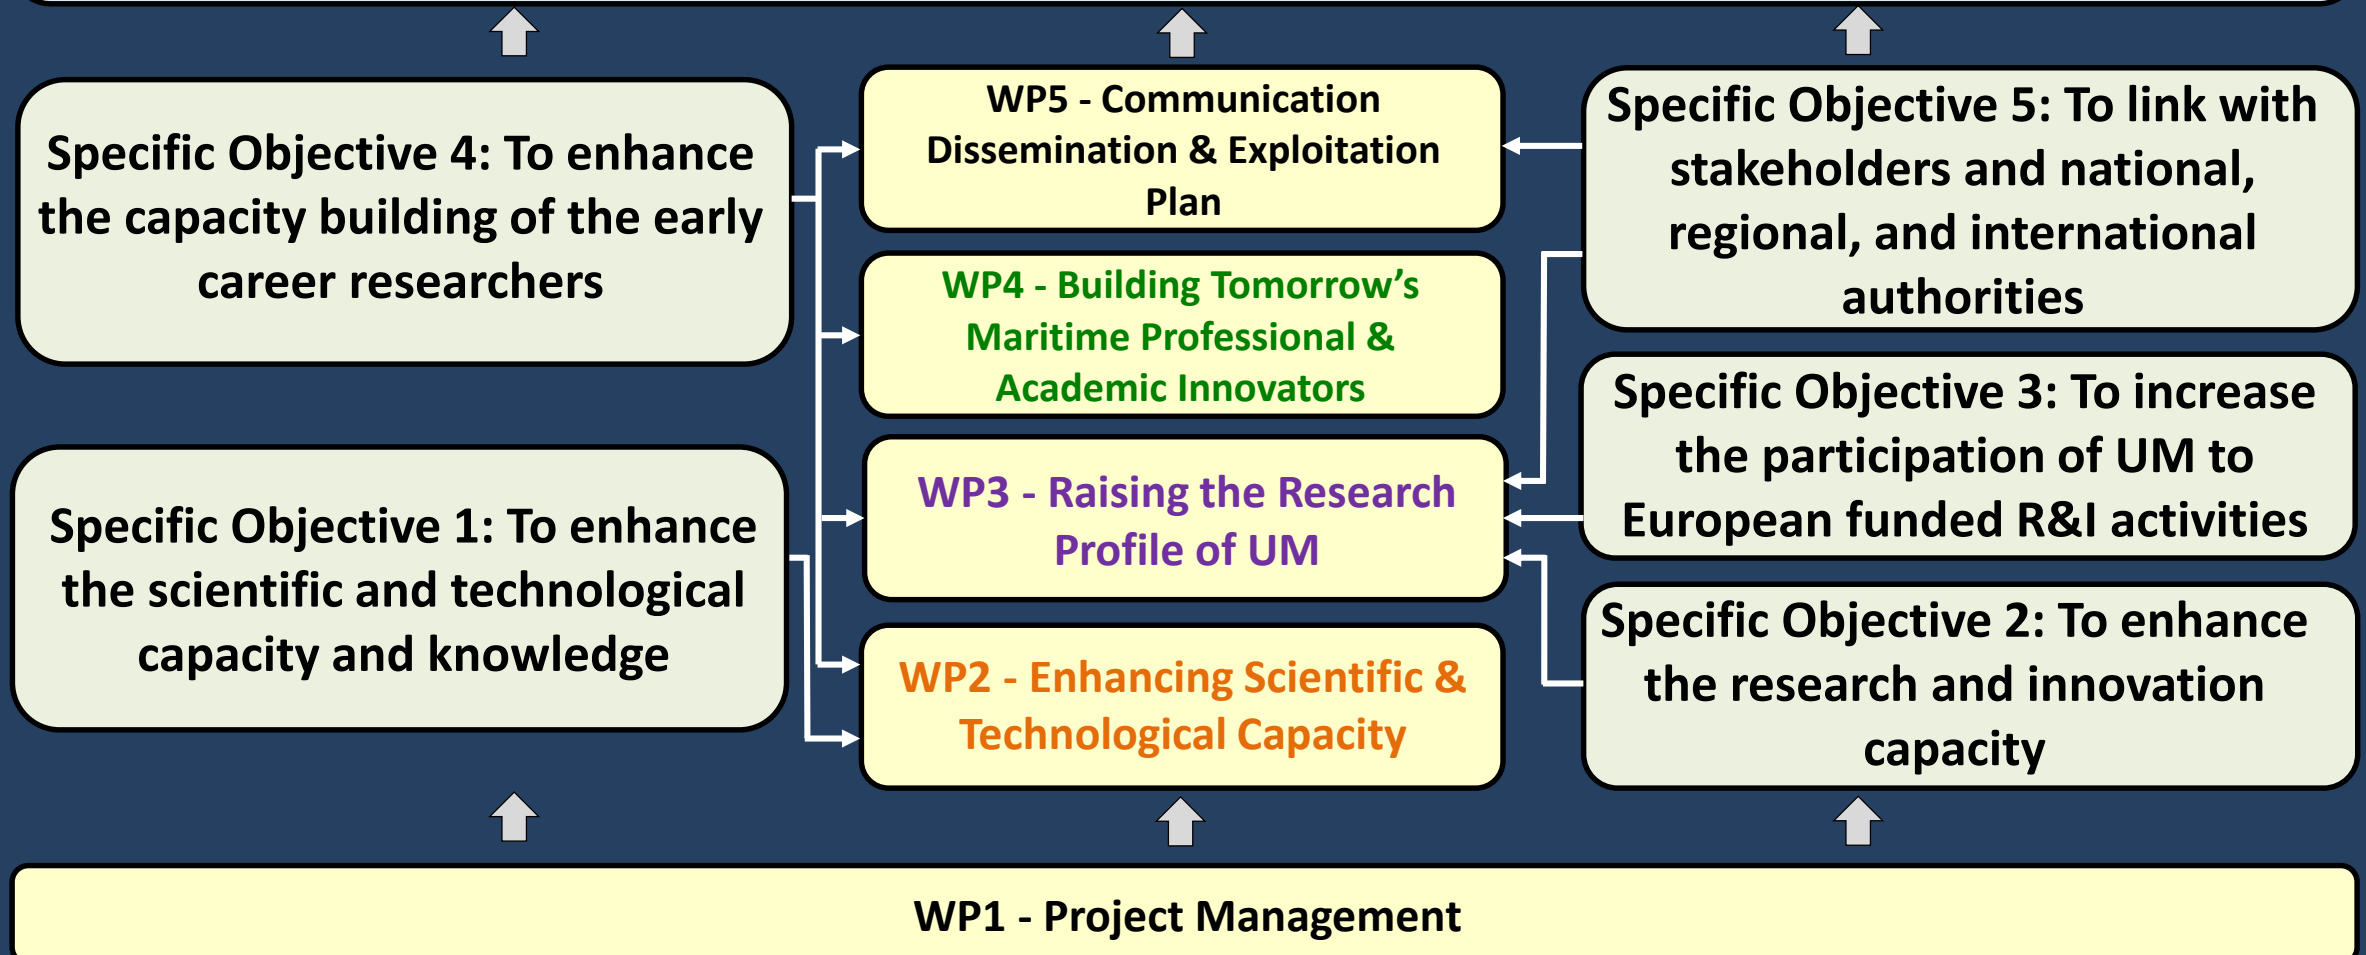 Specific Objective 4: To enhance
the capacity building of the early
career researchers
Specific Objective 1: To enhance
the scientific and technological
capacity and knowledge
WP5 - Communication
Dissemination & Exploitation
Plan
WP4 - Building Tomorrow’s
Maritime Professional &
Academic Innovators
WP3 - Raising the Research
Profile of UM
WP2 - Enhancing Scientific &
Technological Capacity
Specific Objective 5: To link with
stakeholders and national,
regional, and international
authorities
Specific Objective 3: To increase
the participation of UM to
European funded R&I activities
Specific Objective 2: To enhance
the research and innovation
capacity
WP1 - Project Management